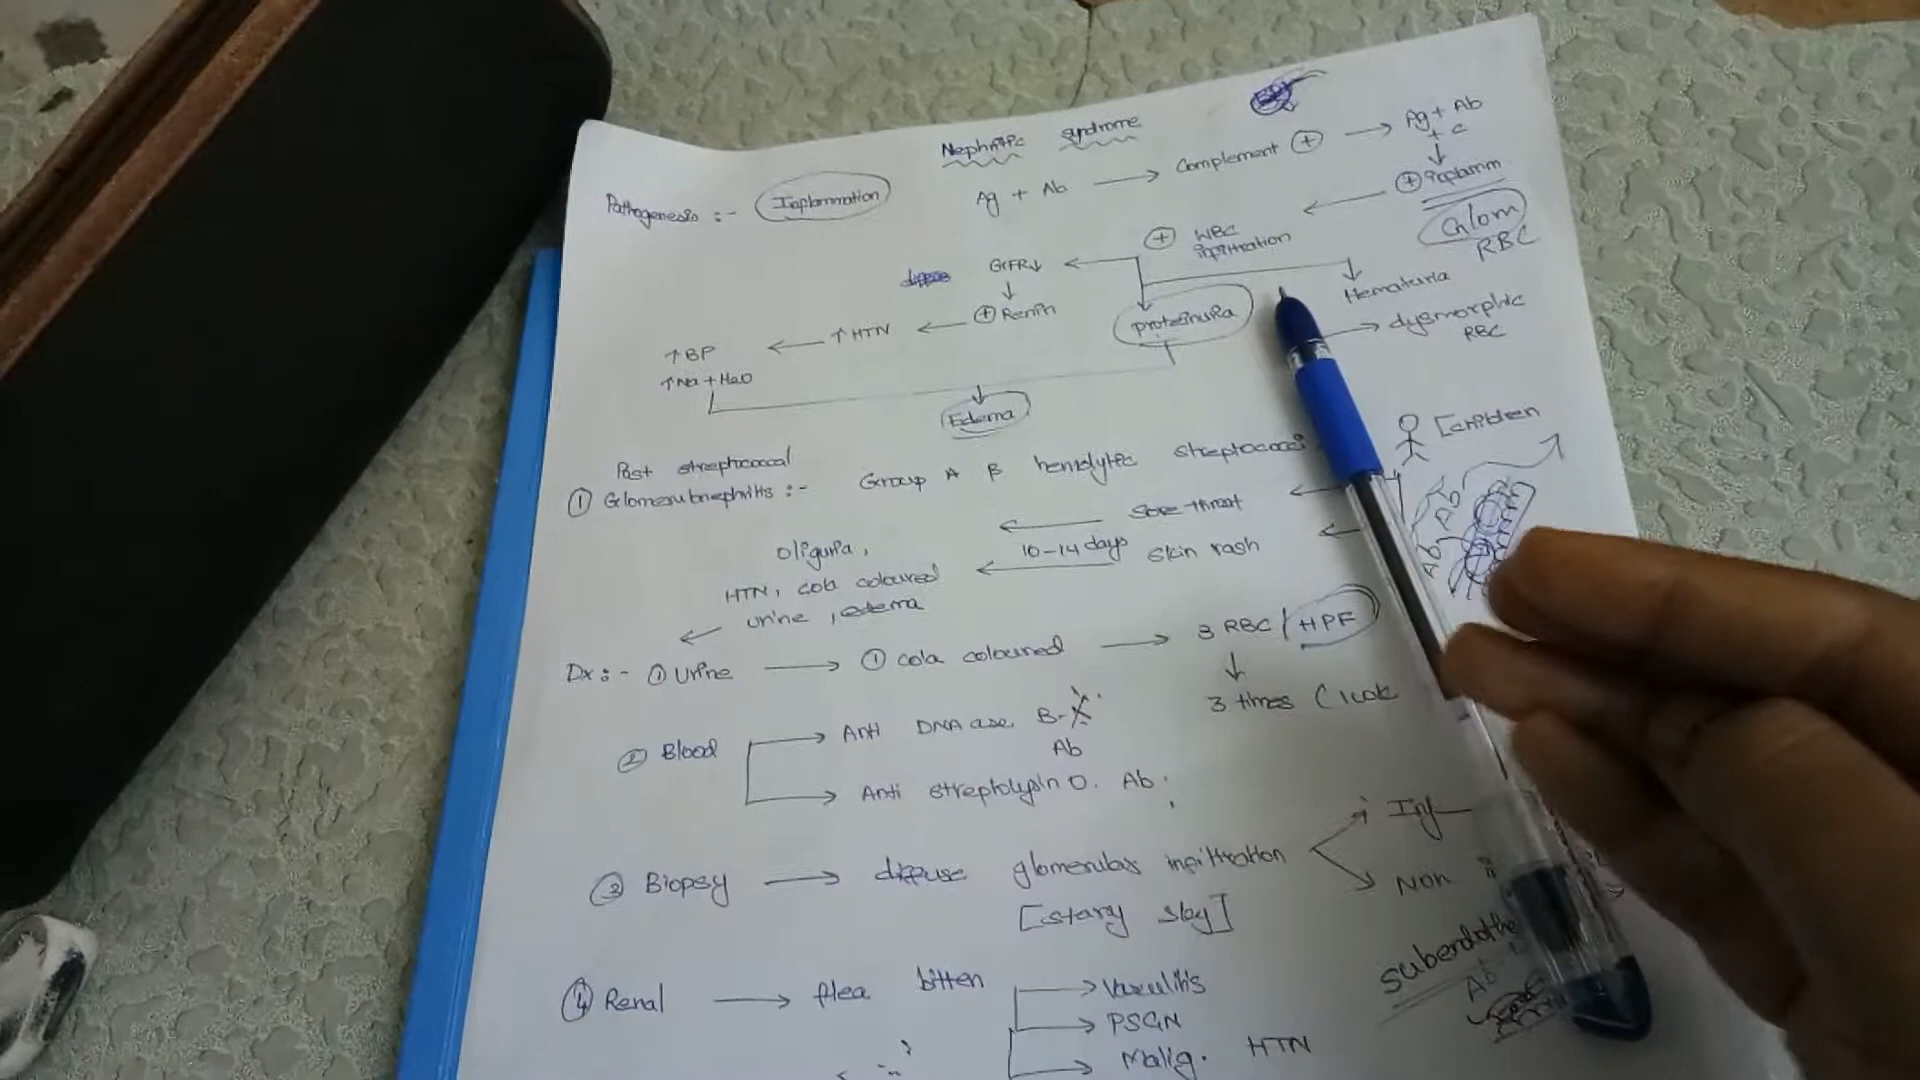 Nephritic syndrome
Pathogenesis :- Inflammation
Ag + Ab → Complement ⊕ → Ag + Ab
+ C
↓
⊕ Inflamm
Glom
RBC
⊕ WBC
infiltration
GFR↓ ←
Hematuria
↓
⊕ Renin
proteinuria
→ dysmorphic
RBC
↑BP ← ↑HTN ←
↑Na + H2O
Edema
[children
Post streptococcal
① Glomerulonephritis :- Group A β hemolytic streptococci
← sore throat
10-14 days
← skin rash
Ab Ab
oliguria,
HTN, cola coloured
urine, edema
Dx :- ① Urine → ① cola coloured → 3 RBC / HPF
↓
3 times (look
② Blood → Anti DNA ase B-
Ab
→ Anti streptolysin O. Ab.
③ Biopsy → diffuse glomerular infiltration
[stary sky]
Inf
Non
Ab
④ Renal → flea bitten → Vasculitis
→ PSGN
→ Malig. HTN